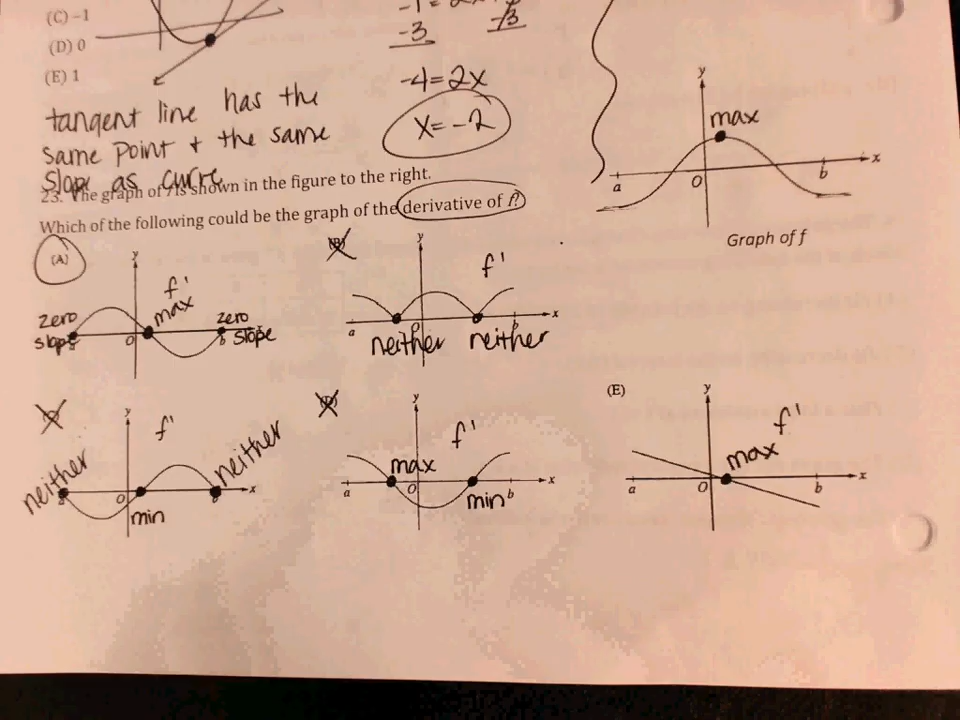 (C) -1
(D) 0
(E) 1
-3
-4=2x
x=-2
tangent line has the
same point + the same
slope as curve
23. The graph of f is shown in the figure to the right.
Which of the following could be the graph of the derivative of f?
y
max
a
O
b
x
Graph of f
(A)
y
f'
max
zero
slope
zero
slope
O
b
y
f'
a
O
b
x
neither
neither
y
f'
neither
neither
O
x
min
y
f'
max
a
O
min
b
x
(E)
y
f'
max
a
O
b
x